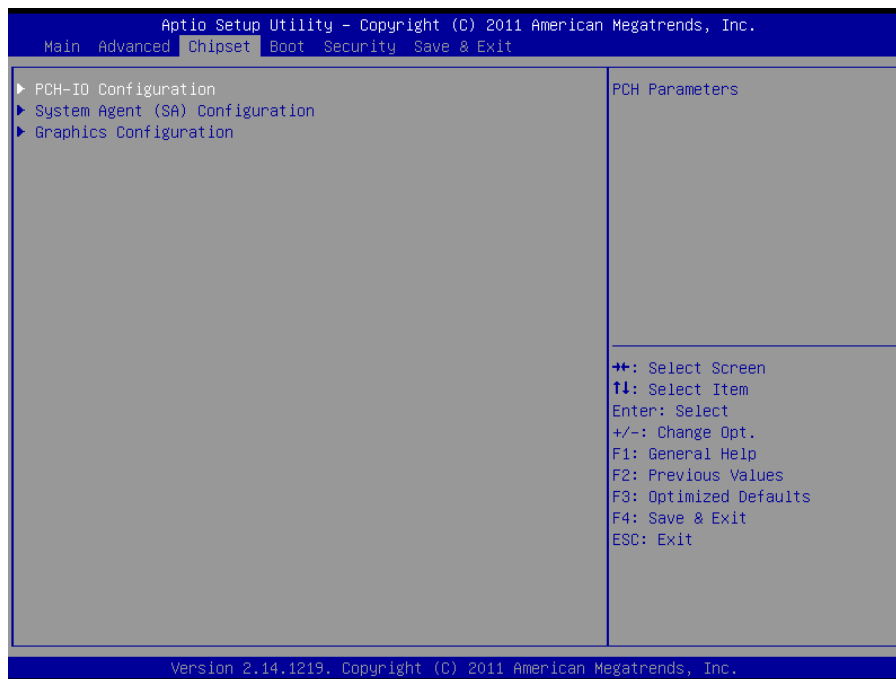 Aptio Setup Utility – Copyright (C) 2011 American Megatrends, Inc.
Main Advanced Chipset Boot Security Save & Exit
▶ PCH-IO Configuration
▶ System Agent (SA) Configuration
▶ Graphics Configuration
PCH Parameters
→←: Select Screen
↑↓: Select Item
Enter: Select
+/-: Change Opt.
F1: General Help
F2: Previous Values
F3: Optimized Defaults
F4: Save & Exit
ESC: Exit
Version 2.14.1219. Copyright (C) 2011 American Megatrends, Inc.